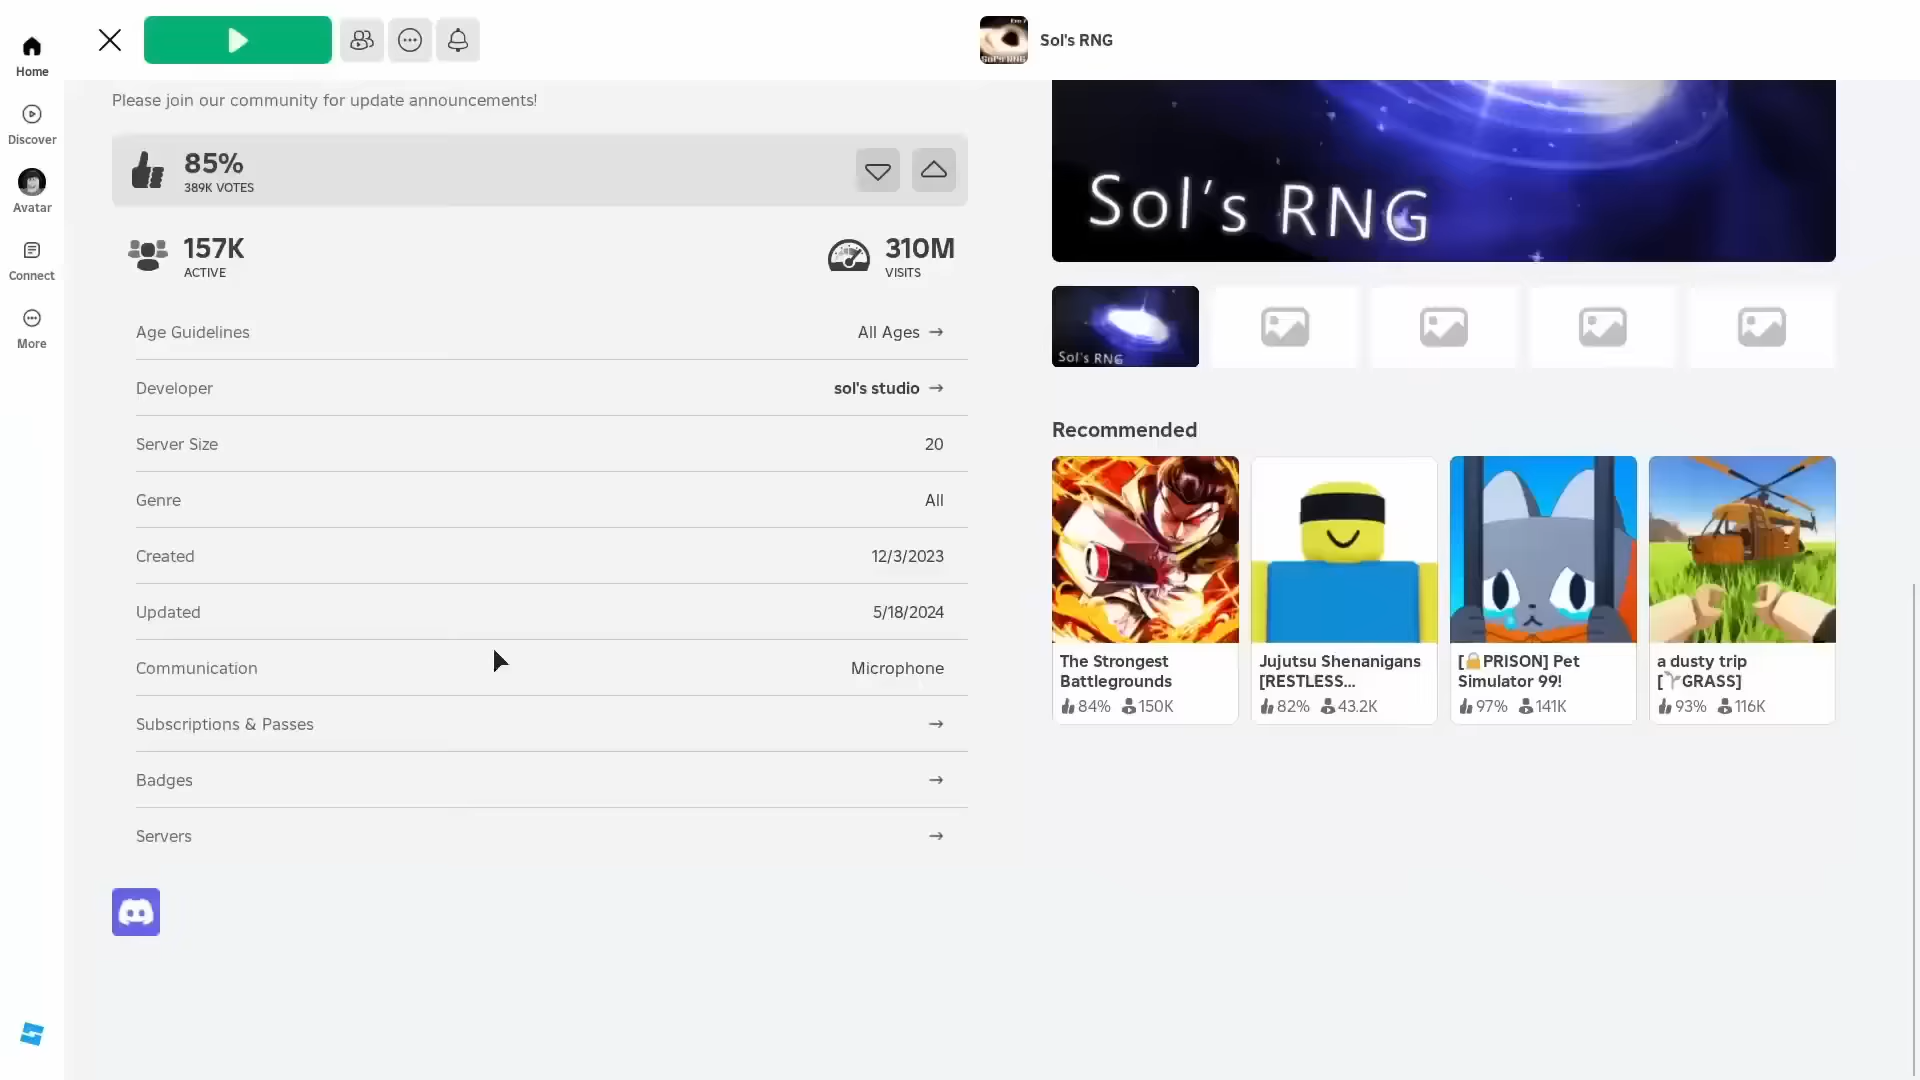 Sol's RNG
Home
Discover
Avatar
Connect
More
Please join our community for update announcements!
85%
389K VOTES
157K
ACTIVE
310M
VISITS
Age Guidelines
All Ages →
Developer
sol's studio →
Server Size
20
Genre
All
Created
12/3/2023
Updated
5/18/2024
Communication
Microphone
Subscriptions & Passes →
Badges →
Servers →
Sol's RNG
Sol's RNG
Recommended
The Strongest
Battlegrounds
84% 150K
Jujutsu Shenanigans
[RESTLESS...
82% 43.2K
[🔒PRISON] Pet
Simulator 99!
97% 141K
a dusty trip
[🌱GRASS]
93% 116K